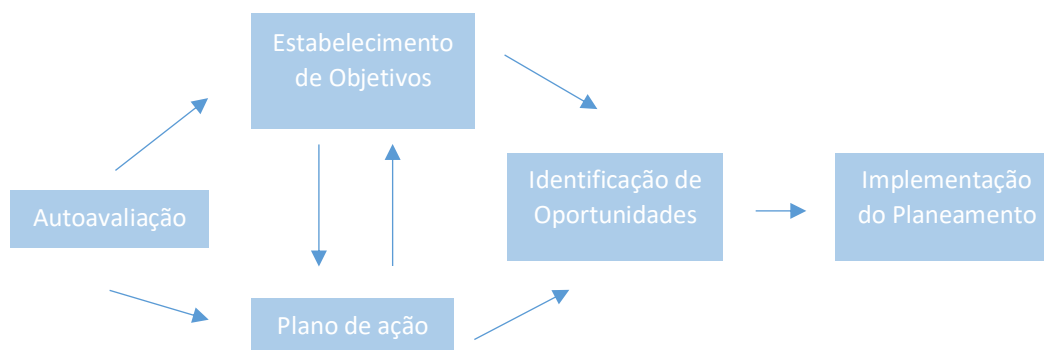 Estabelecimento
de Objetivos
Autoavaliação
Plano de ação
Identificação de
Oportunidades
Implementação
do Planeamento